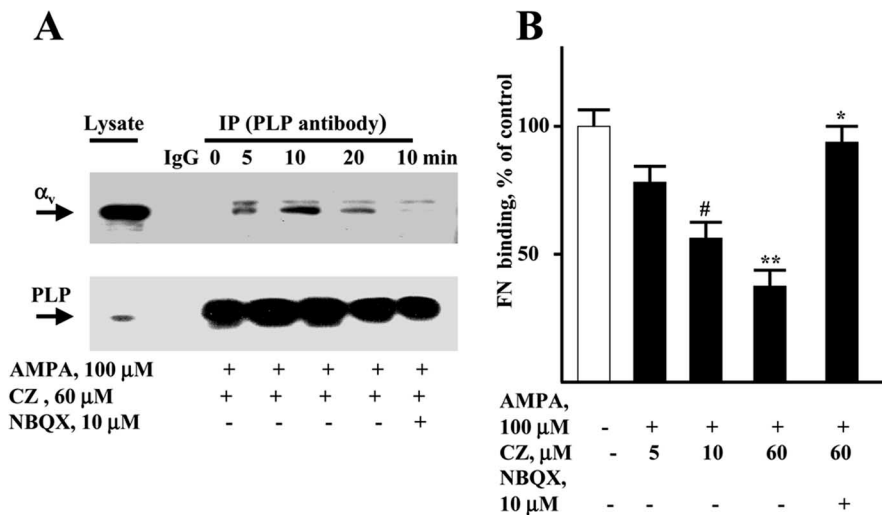 A
Lysate
IP (PLP antibody)
IgG 0 5 10 20 10 min
αv
PLP
AMPA, 100 μM + + + + +
CZ , 60 μM + + + + +
NBQX, 10 μM - - - - +
B
FN binding, % of control
100
50
#
**
*
AMPA,
100 μM - + + + +
CZ, μM - 5 10 60 60
NBQX,
10 μM - - - - +